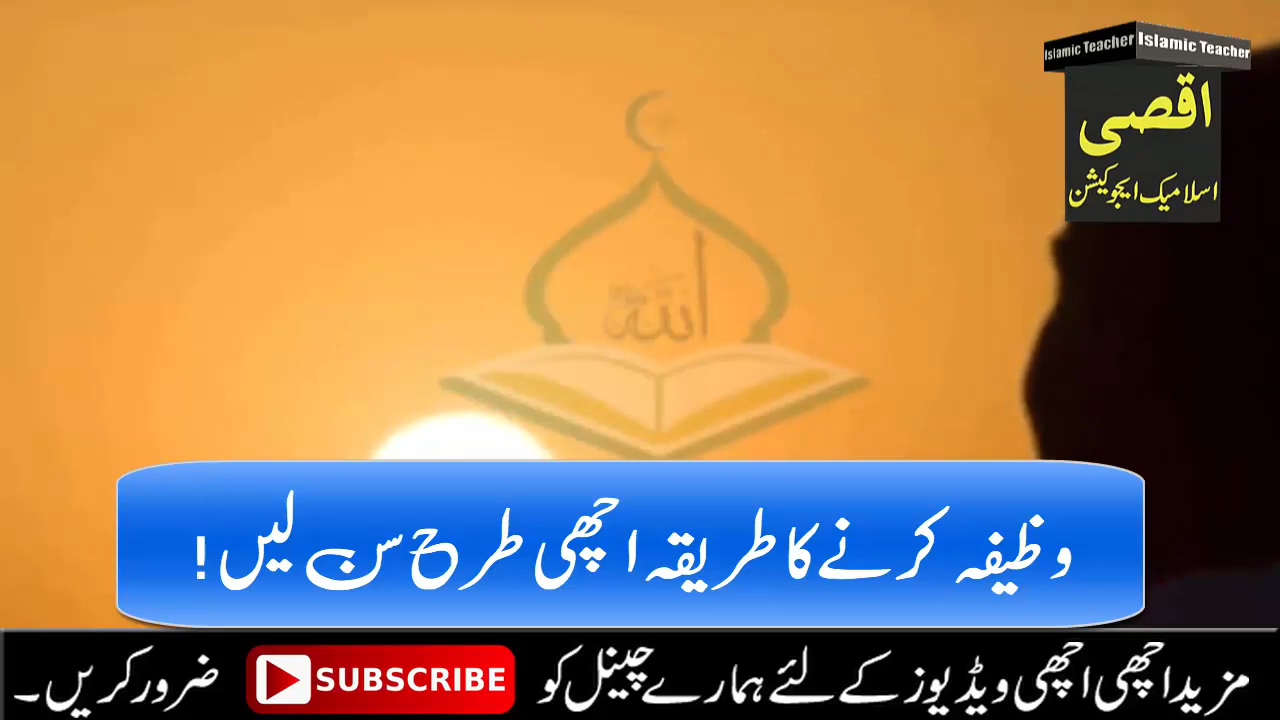 Islamic Teacher Islamic Teacher
اقصی
اسلامیک ایجوکیشن
الله
وظیفہ کرنے کا طریقہ اچھی طرح سن لیں!
مزید اچھی اچھی ویڈیوز کے لئے ہمارے چینل کو SUBSCRIBE ضرور کریں۔